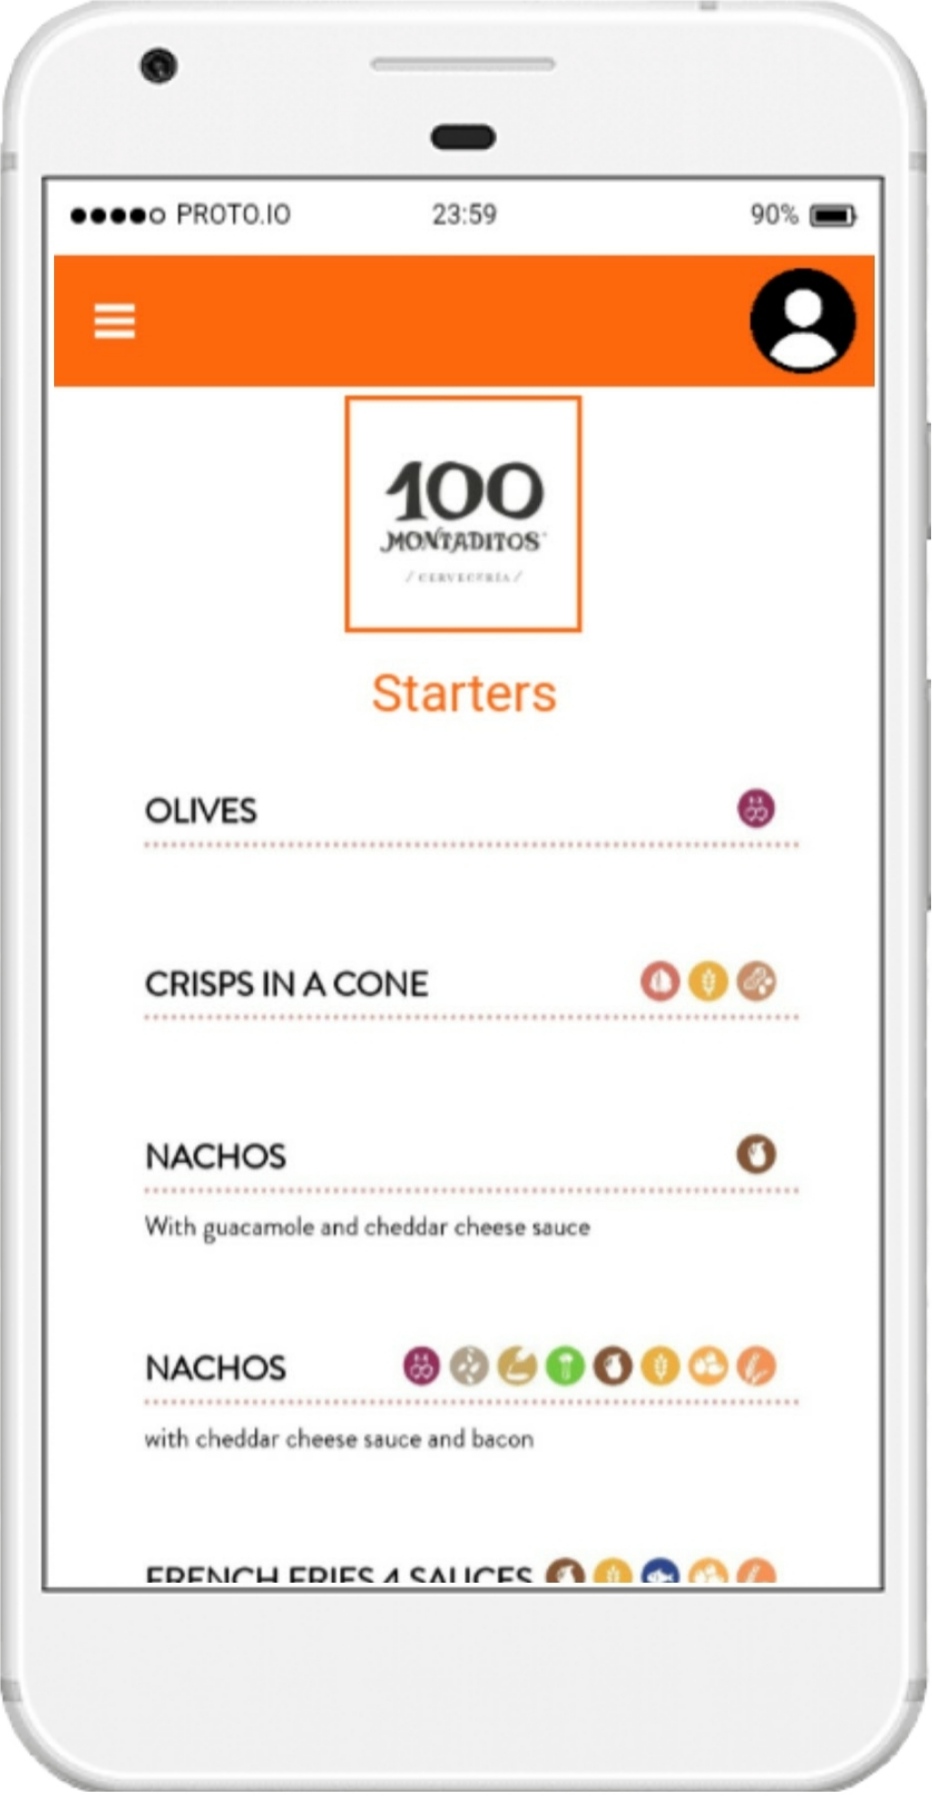 PROTO.IO 23:59 90%
100
MONTADITOS
/ CERVECERÍA /
Starters
OLIVES
CRISPS IN A CONE
NACHOS
With guacamole and cheddar cheese sauce
NACHOS
with cheddar cheese sauce and bacon
FRENCH FRIES 4 SAUCES